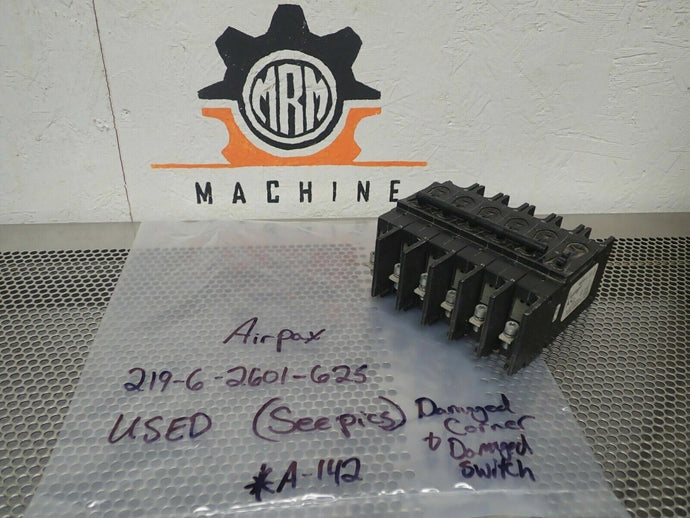 MRM
MACHINE
Airpax
219-6-2601-625
USED (See pics) Damaged
Corner
& Damaged
Switch
*A-142